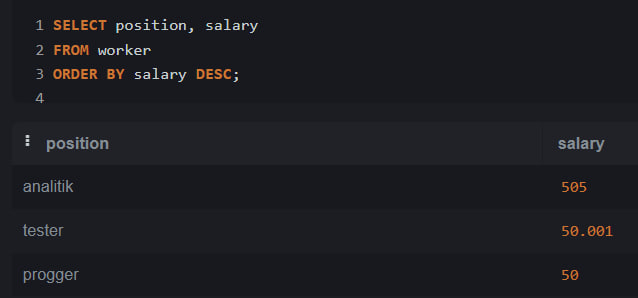 1 SELECT position, salary
2 FROM worker
3 ORDER BY salary DESC;
4
position salary
analitik 505
tester 50.001
progger 50